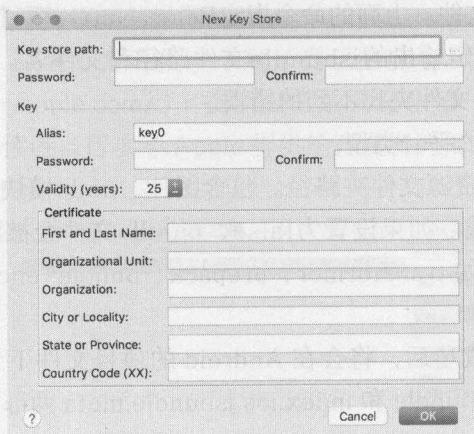 New Key Store
Key store path:
Password: Confirm:
Key
Alias: key0
Password: Confirm:
Validity (years): 25
Certificate
First and Last Name:
Organizational Unit:
Organization:
City or Locality:
State or Province:
Country Code (XX):
? Cancel OK